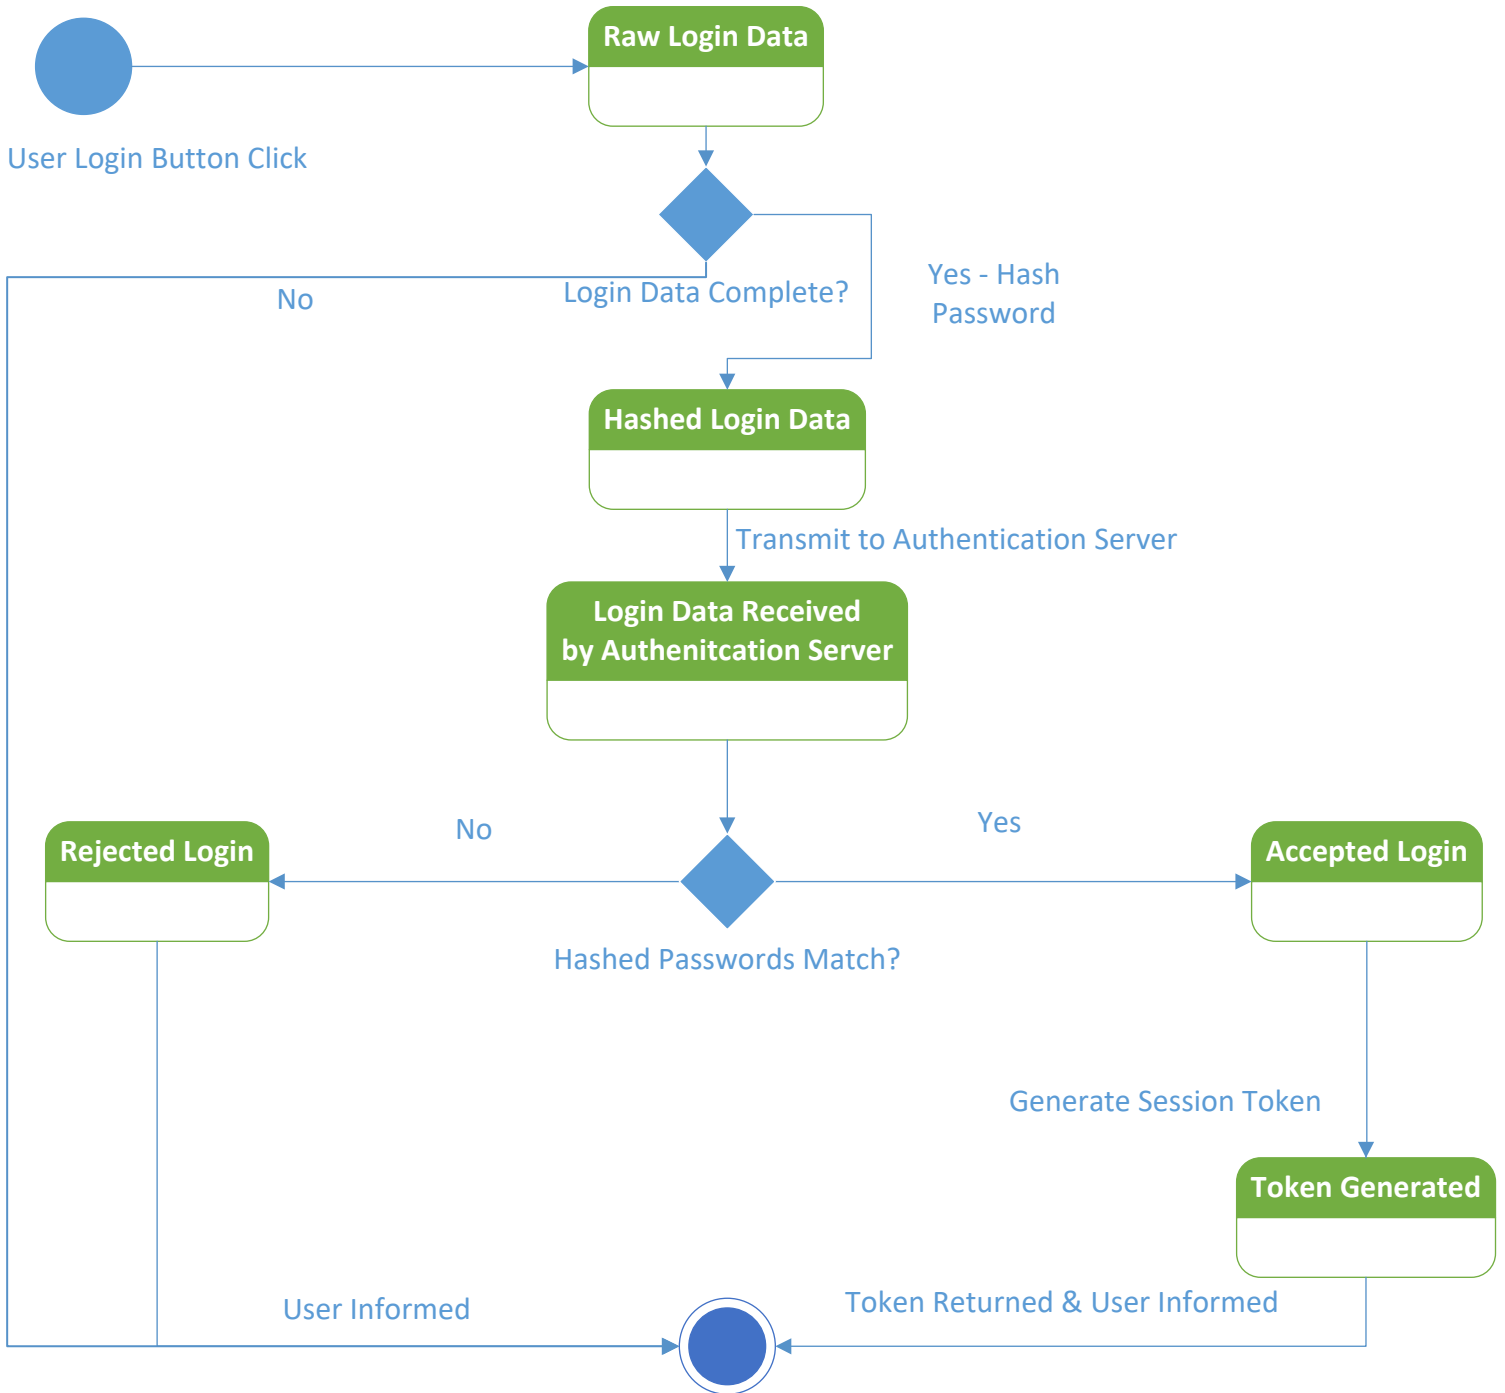 Raw Login Data
User Login Button Click
Yes - Hash
Password
No
Login Data Complete?
Hashed Login Data
Transmit to Authentication Server
Login Data Received
by Authenitcation Server
No
Yes
Rejected Login
Accepted Login
Hashed Passwords Match?
Generate Session Token
Token Generated
User Informed
Token Returned & User Informed